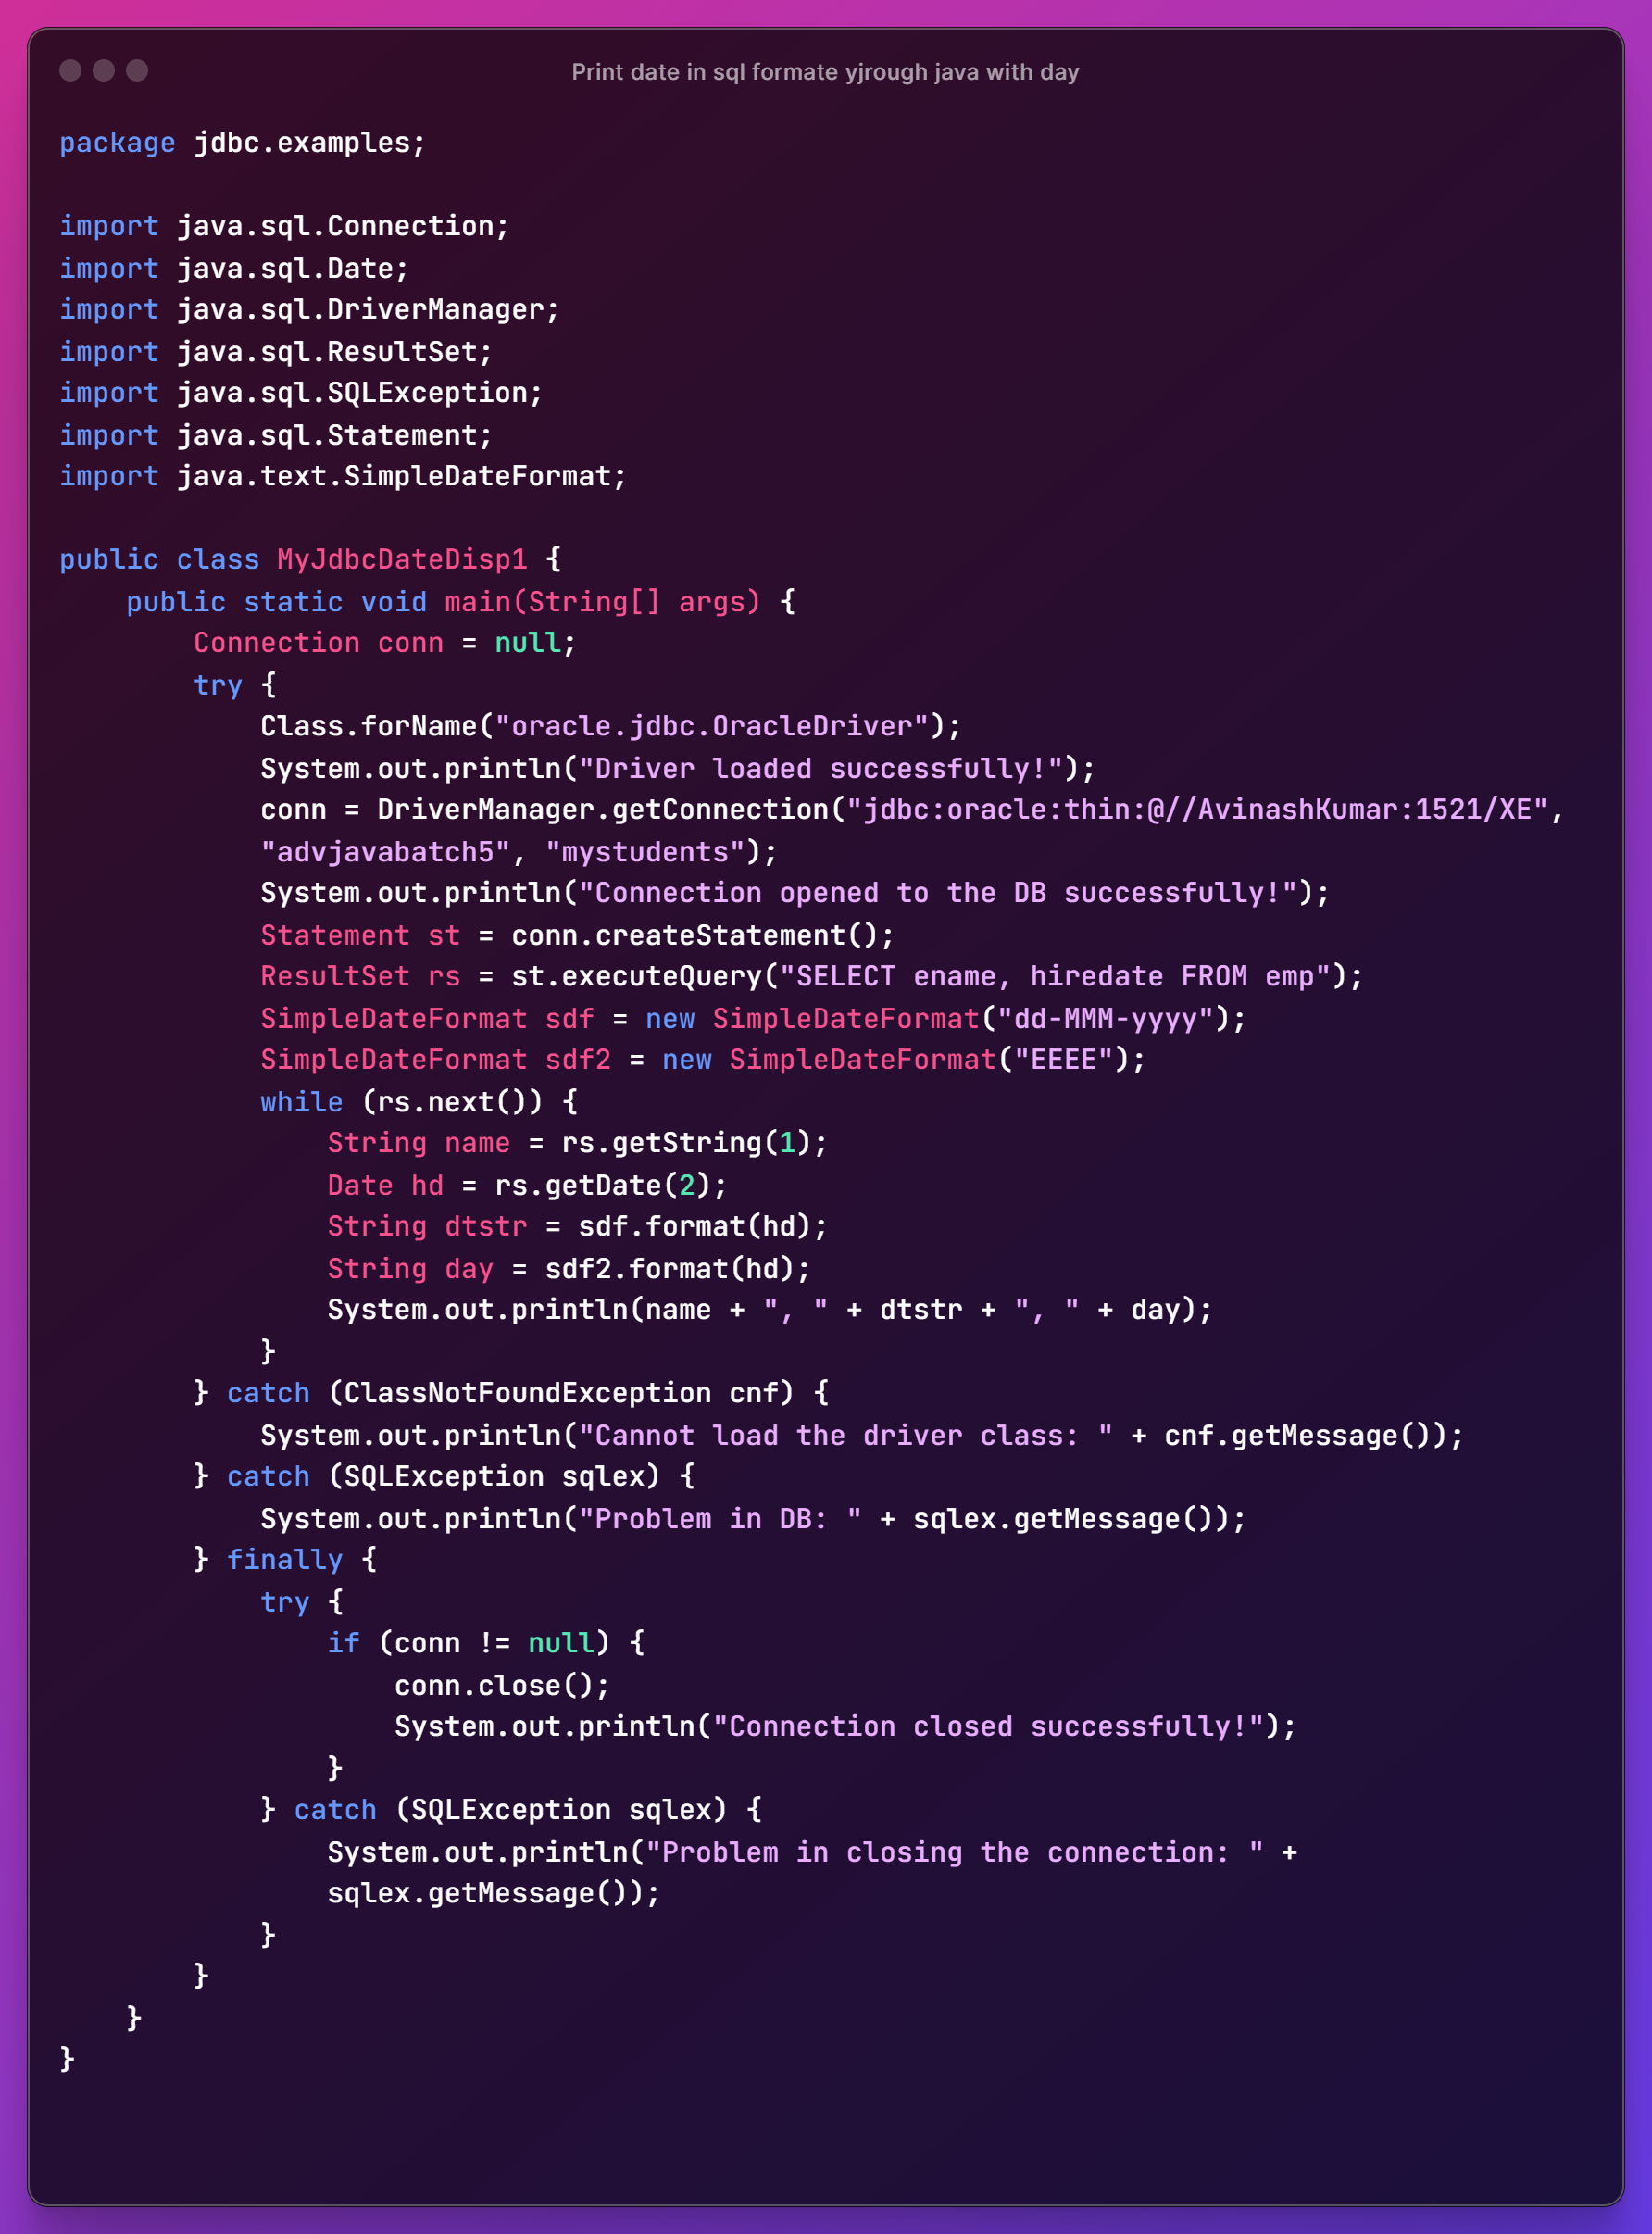 Print date in sql formate yjrough java with day
package jdbc.examples;

import java.sql.Connection;
import java.sql.Date;
import java.sql.DriverManager;
import java.sql.ResultSet;
import java.sql.SQLException;
import java.sql.Statement;
import java.text.SimpleDateFormat;

public class MyJdbcDateDisp1 {
    public static void main(String[] args) {
        Connection conn = null;
        try {
            Class.forName("oracle.jdbc.OracleDriver");
            System.out.println("Driver loaded successfully!");
            conn = DriverManager.getConnection("jdbc:oracle:thin:@//AvinashKumar:1521/XE",
            "advjavabatch5", "mystudents");
            System.out.println("Connection opened to the DB successfully!");
            Statement st = conn.createStatement();
            ResultSet rs = st.executeQuery("SELECT ename, hiredate FROM emp");
            SimpleDateFormat sdf = new SimpleDateFormat("dd-MMM-yyyy");
            SimpleDateFormat sdf2 = new SimpleDateFormat("EEEE");
            while (rs.next()) {
                String name = rs.getString(1);
                Date hd = rs.getDate(2);
                String dtstr = sdf.format(hd);
                String day = sdf2.format(hd);
                System.out.println(name + ", " + dtstr + ", " + day);
            }
        } catch (ClassNotFoundException cnf) {
            System.out.println("Cannot load the driver class: " + cnf.getMessage());
        } catch (SQLException sqlex) {
            System.out.println("Problem in DB: " + sqlex.getMessage());
        } finally {
            try {
                if (conn != null) {
                    conn.close();
                    System.out.println("Connection closed successfully!");
                }
            } catch (SQLException sqlex) {
                System.out.println("Problem in closing the connection: " +
                sqlex.getMessage());
            }
        }
    }
}